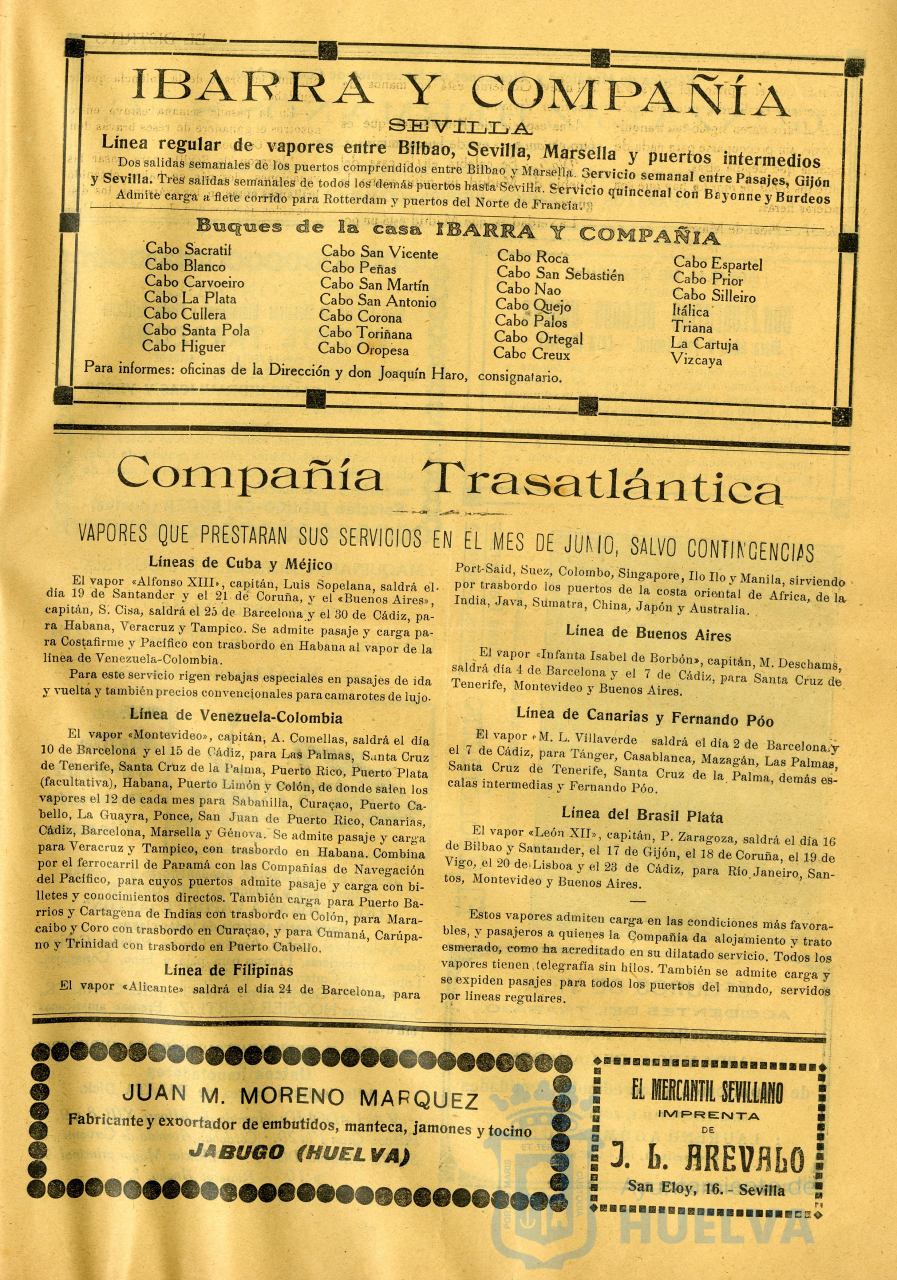 IBARRA Y COMPAÑÍA
SEVILLA
Línea regular de vapores entre Bilbao, Sevilla, Marsella y puertos intermedios
Dos salidas semanales de los puertos comprendidos entre Bilbao y Marsella. Servicio semanal entre Pasajes, Gijón
y Sevilla. Tres salidas semanales de todos los demás puertos hasta Sevilla. Servicio quincenal con Bayonne y Burdeos
Admite carga a flete corrido para Rotterdam y puertos del Norte de Francia.
Buques de la casa IBARRA Y COMPAÑIA
Cabo Sacratif
Cabo Blanco
Cabo Carvoeiro
Cabo La Plata
Cabo Cullera
Cabo Santa Pola
Cabo Higuer
Cabo San Vicente
Cabo Peñas
Cabo San Martín
Cabo San Antonio
Cabo Corona
Cabo Toriñana
Cabo Oropesa
Cabo Roca
Cabo San Sebastién
Cabo Nao
Cabo Quejo
Cabo Palos
Cabo Ortegal
Cabo Creux
Cabo Espartel
Cabo Prior
Cabo Silleiro
Itálica
Triana
La Cartuja
Vizcaya
Para informes: oficinas de la Dirección y don Joaquín Haro, consignatario.
Compañía Trasatlántica
VAPORES QUE PRESTARAN SUS SERVICIOS EN EL MES DE JUNIO, SALVO CONTINGENCIAS
Líneas de Cuba y Méjico
El vapor «Alfonso XIII», capitán, Luis Sopelana, saldrá el
día 19 de Santander y el 21 de Coruña, y el «Buenos Aires»,
capitán, S. Cisa, saldrá el 25 de Barcelona y el 30 de Cádiz, pa-
ra Habana, Veracruz y Tampico. Se admite pasaje y carga pa-
ra Costafirme y Pacífico con trasbordo en Habana al vapor de la
línea de Venezuela-Colombia.
Para este servicio rigen rebajas especiales en pasajes de ida
y vuelta y también precios convencionales para camarotes de lujo.
Línea de Venezuela-Colombia
El vapor «Montevideo», capitán, A. Comellas, saldrá el día
10 de Barcelona y el 15 de Cádiz, para Las Palmas, Santa Cruz
de Tenerife, Santa Cruz de la Palma, Puerto Rico, Puerto Plata
(facultativa), Habana, Puerto Limón y Colón, de donde salen los
vapores el 12 de cada mes para Sabanilla, Curaçao, Puerto Ca-
bello, La Guayra, Ponce, San Juan de Puerto Rico, Canarias,
Cádiz, Barcelona, Marsella y Génova. Se admite pasaje y carga
para Veracruz y Tampico, con trasbordo en Habana. Combina
por el ferrocarril de Panamá con las Compañías de Navegación
del Pacífico, para cuyos puertos admite pasaje y carga con bi-
lletes y conocimientos directos. También carga para Puerto Ba-
rrios y Cartagena de Indias con trasbordo en Colón, para Mara-
caibo y Coro con trasbordo en Curaçao, y para Cumaná, Carúpa-
no y Trinidad con trasbordo en Puerto Cabello.
Línea de Filipinas
El vapor «Alicante» saldrá el día 24 de Barcelona, para
Port-Said, Suez, Colombo, Singapore, Ilo Ilo y Manila, sirviendo
por trasbordo los puertos de la costa oriental de Africa, de la
India, Java, Sumatra, China, Japón y Australia.
Línea de Buenos Aires
El vapor «Infanta Isabel de Borbón», capitán, M. Deschams,
saldrá día 4 de Barcelona y el 7 de Cádiz, para Santa Cruz de
Tenerife, Montevideo y Buenos Aires.
Línea de Canarias y Fernando Póo
El vapor «M. L. Villaverde saldrá el día 2 de Barcelona y
el 7 de Cádiz, para Tánger, Casablanca, Mazagán, Las Palmas,
Santa Cruz de Tenerife, Santa Cruz de la Palma, demás es-
calas intermedias y Fernando Póo.
Línea del Brasil Plata
El vapor «León XII», capitán, P. Zaragoza, saldrá el día 16
de Bilbao y Santander, el 17 de Gijón, el 18 de Coruña, el 19 de
Vigo, el 20 de Lisboa y el 23 de Cádiz, para Río Janeiro, San-
tos, Montevideo y Buenos Aires.
Estos vapores admiten carga en las condiciones más favora-
bles, y pasajeros a quienes la Compañía da alojamiento y trato
esmerado, como ha acreditado en su dilatado servicio. Todos los
vapores tienen telegrafía sin hilos. También se admite carga y
se expiden pasajes para todos los puertos del mundo, servidos
por líneas regulares.
JUAN M. MORENO MARQUEZ
Fabricante y exportador de embutidos, manteca, jamones y tocino
JABUGO (HUELVA)
EL MERCANTIL SEVILLANO
IMPRENTA
DE
J. L. AREVALO
San Eloy, 16. - Sevilla
HUELVA